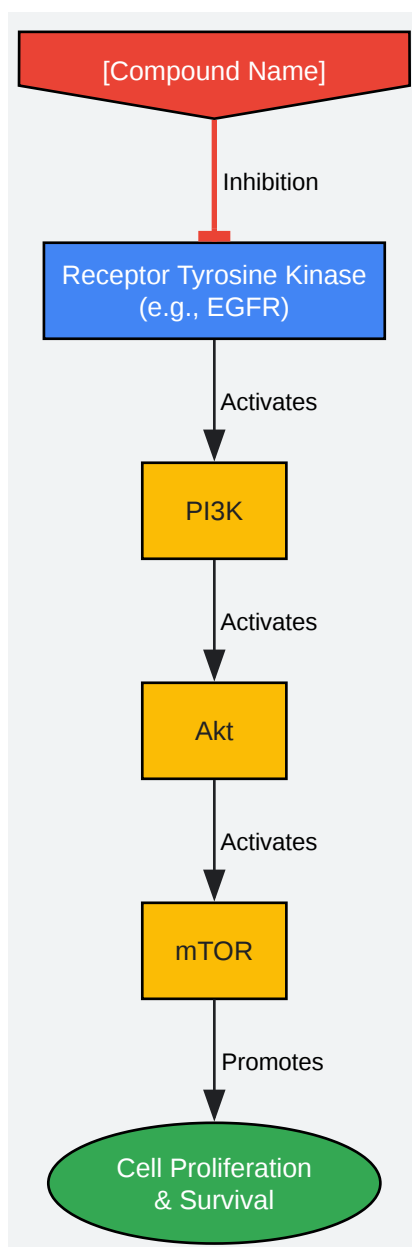 [Compound Name]
Inhibition
Receptor Tyrosine Kinase
(e.g., EGFR)
Activates
PI3K
Activates
Akt
Activates
mTOR
Promotes
Cell Proliferation
& Survival